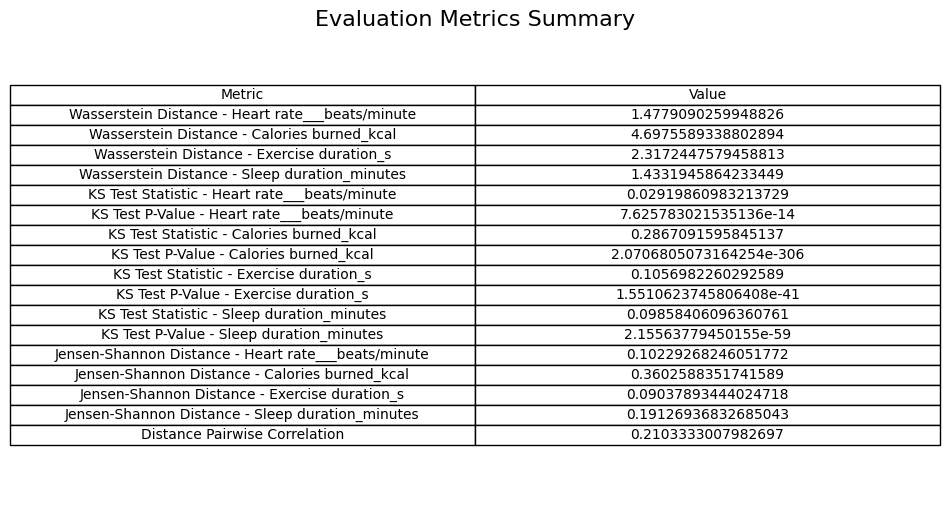 Evaluation Metrics Summary
Metric Value
Wasserstein Distance - Heart rate___beats/minute 1.4779090259948826
Wasserstein Distance - Calories burned_kcal 4.6975589338802894
Wasserstein Distance - Exercise duration_s 2.3172447579458813
Wasserstein Distance - Sleep duration_minutes 1.4331945864233449
KS Test Statistic - Heart rate___beats/minute 0.02919860983213729
KS Test P-Value - Heart rate___beats/minute 7.625783021535136e-14
KS Test Statistic - Calories burned_kcal 0.2867091595845137
KS Test P-Value - Calories burned_kcal 2.0706805073164254e-306
KS Test Statistic - Exercise duration_s 0.1056982260292589
KS Test P-Value - Exercise duration_s 1.5510623745806408e-41
KS Test Statistic - Sleep duration_minutes 0.09858406096360761
KS Test P-Value - Sleep duration_minutes 2.15563779450155e-59
Jensen-Shannon Distance - Heart rate___beats/minute 0.10229268246051772
Jensen-Shannon Distance - Calories burned_kcal 0.3602588351741589
Jensen-Shannon Distance - Exercise duration_s 0.09037893444024718
Jensen-Shannon Distance - Sleep duration_minutes 0.19126936832685043
Distance Pairwise Correlation 0.2103333007982697